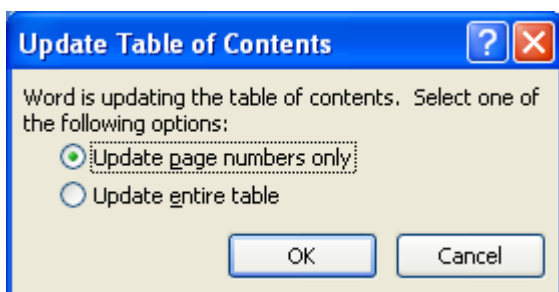 Update Table of Contents
?
Word is updating the table of contents.  Select one of
the following options:
Update page numbers only
Update entire table
OK
Cancel